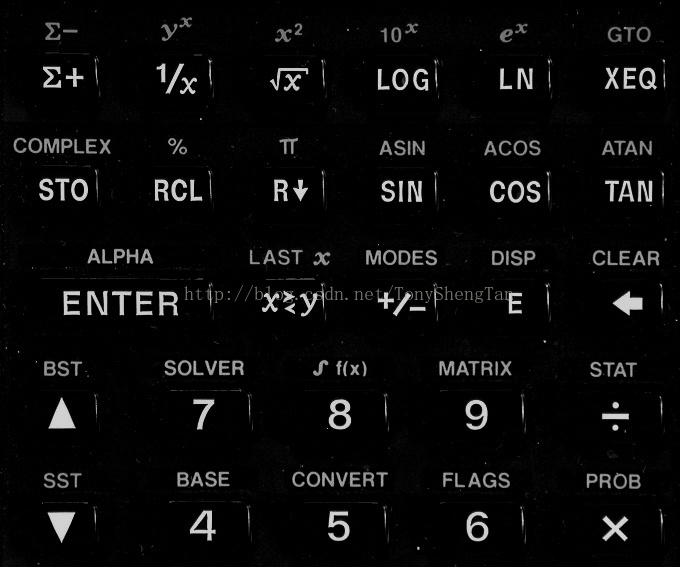 Σ− yˣ x² 10ˣ eˣ GTO
Σ+ 1/x √x LOG LN XEQ
COMPLEX % π ASIN ACOS ATAN
STO RCL R↓ SIN COS TAN
ALPHA LAST x MODES DISP CLEAR
ENTER x≷y +/− E ←
http://blog.csdn.net/TonyShengTan
BST SOLVER ∫f(x) MATRIX STAT
▲ 7 8 9 ÷
SST BASE CONVERT FLAGS PROB
▼ 4 5 6 ×